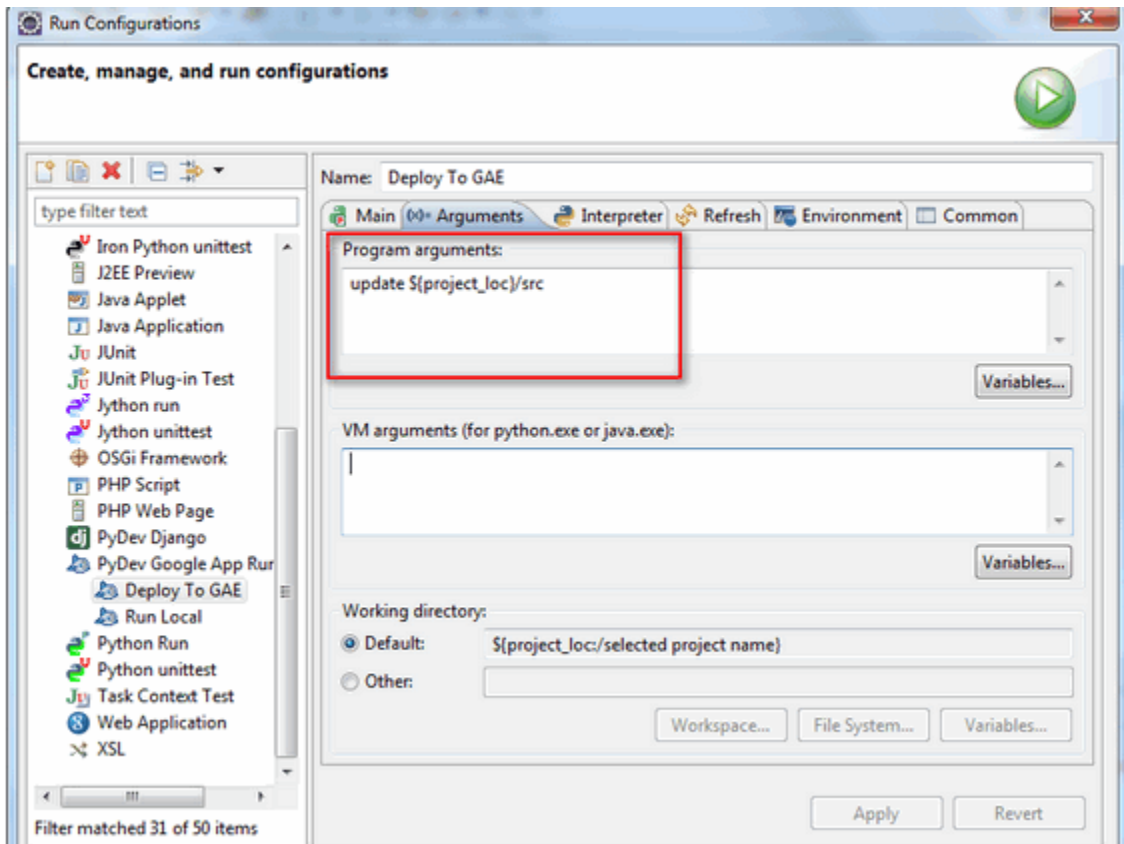 Run Configurations
Create, manage, and run configurations
Name: Deploy To GAE
type filter text
Main (x)= Arguments Interpreter Refresh Environment Common
Iron Python unittest
J2EE Preview
Java Applet
Java Application
JUnit
JUnit Plug-in Test
Jython run
Jython unittest
OSGi Framework
PHP Script
PHP Web Page
PyDev Django
PyDev Google App Run
Deploy To GAE
Run Local
Python Run
Python unittest
Task Context Test
Web Application
XSL
Filter matched 31 of 50 items
Program arguments:
update ${project_loc}/src
Variables...
VM arguments (for python.exe or java.exe):
Variables...
Working directory:
Default: ${project_loc:/selected project name}
Other:
Workspace... File System... Variables...
Apply Revert